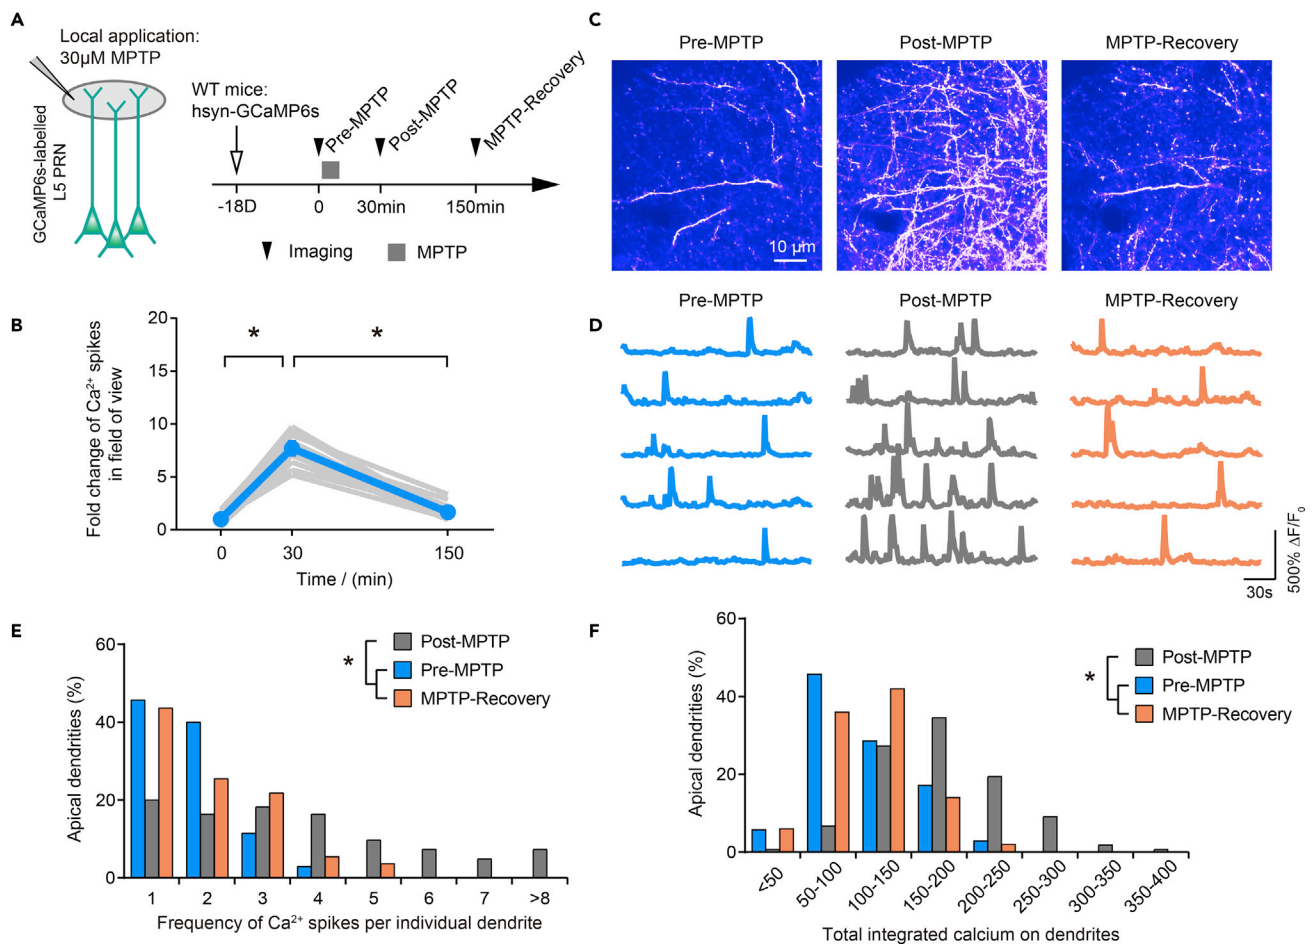 A
Local application:
30µM MPTP
GCaMP6s-labelled
L5 PRN
WT mice:
hsyn-GCaMP6s
Pre-MPTP
Post-MPTP
MPTP-Recovery
-18D
0
30min
150min
Imaging
MPTP
B
Fold change of Ca²⁺ spikes
in field of view
20
15
10
5
0
*
*
0
30
150
Time / (min)
C
Pre-MPTP
Post-MPTP
MPTP-Recovery
10 µm
D
Pre-MPTP
Post-MPTP
MPTP-Recovery
500% ΔF/F₀
30s
E
Apical dendrities (%)
60
40
20
0
*
Post-MPTP
Pre-MPTP
MPTP-Recovery
1 2 3 4 5 6 7 >8
Frequency of Ca²⁺ spikes per individual dendrite
F
Apical dendrities (%)
60
40
20
0
*
Post-MPTP
Pre-MPTP
MPTP-Recovery
<50 50-100 100-150 150-200 200-250 250-300 300-350 350-400
Total integrated calcium on dendrites